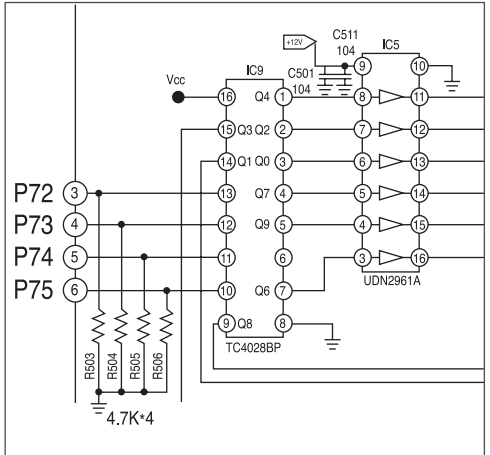 +12V
C511
104
C501
104
IC5
IC9
Vcc
9 10
16 Q4 1 8 11
15 Q3 Q2 2 7 12
14 Q1 Q0 3 6 13
P72 3 13 Q7 4 5 14
P73 4 12 Q9 5 4 15
P74 5 11 6 3 16
P75 6 10 Q6 7
UDN2961A
9 Q8 8
TC4028BP
R503 R504 R505 R506
4.7K*4